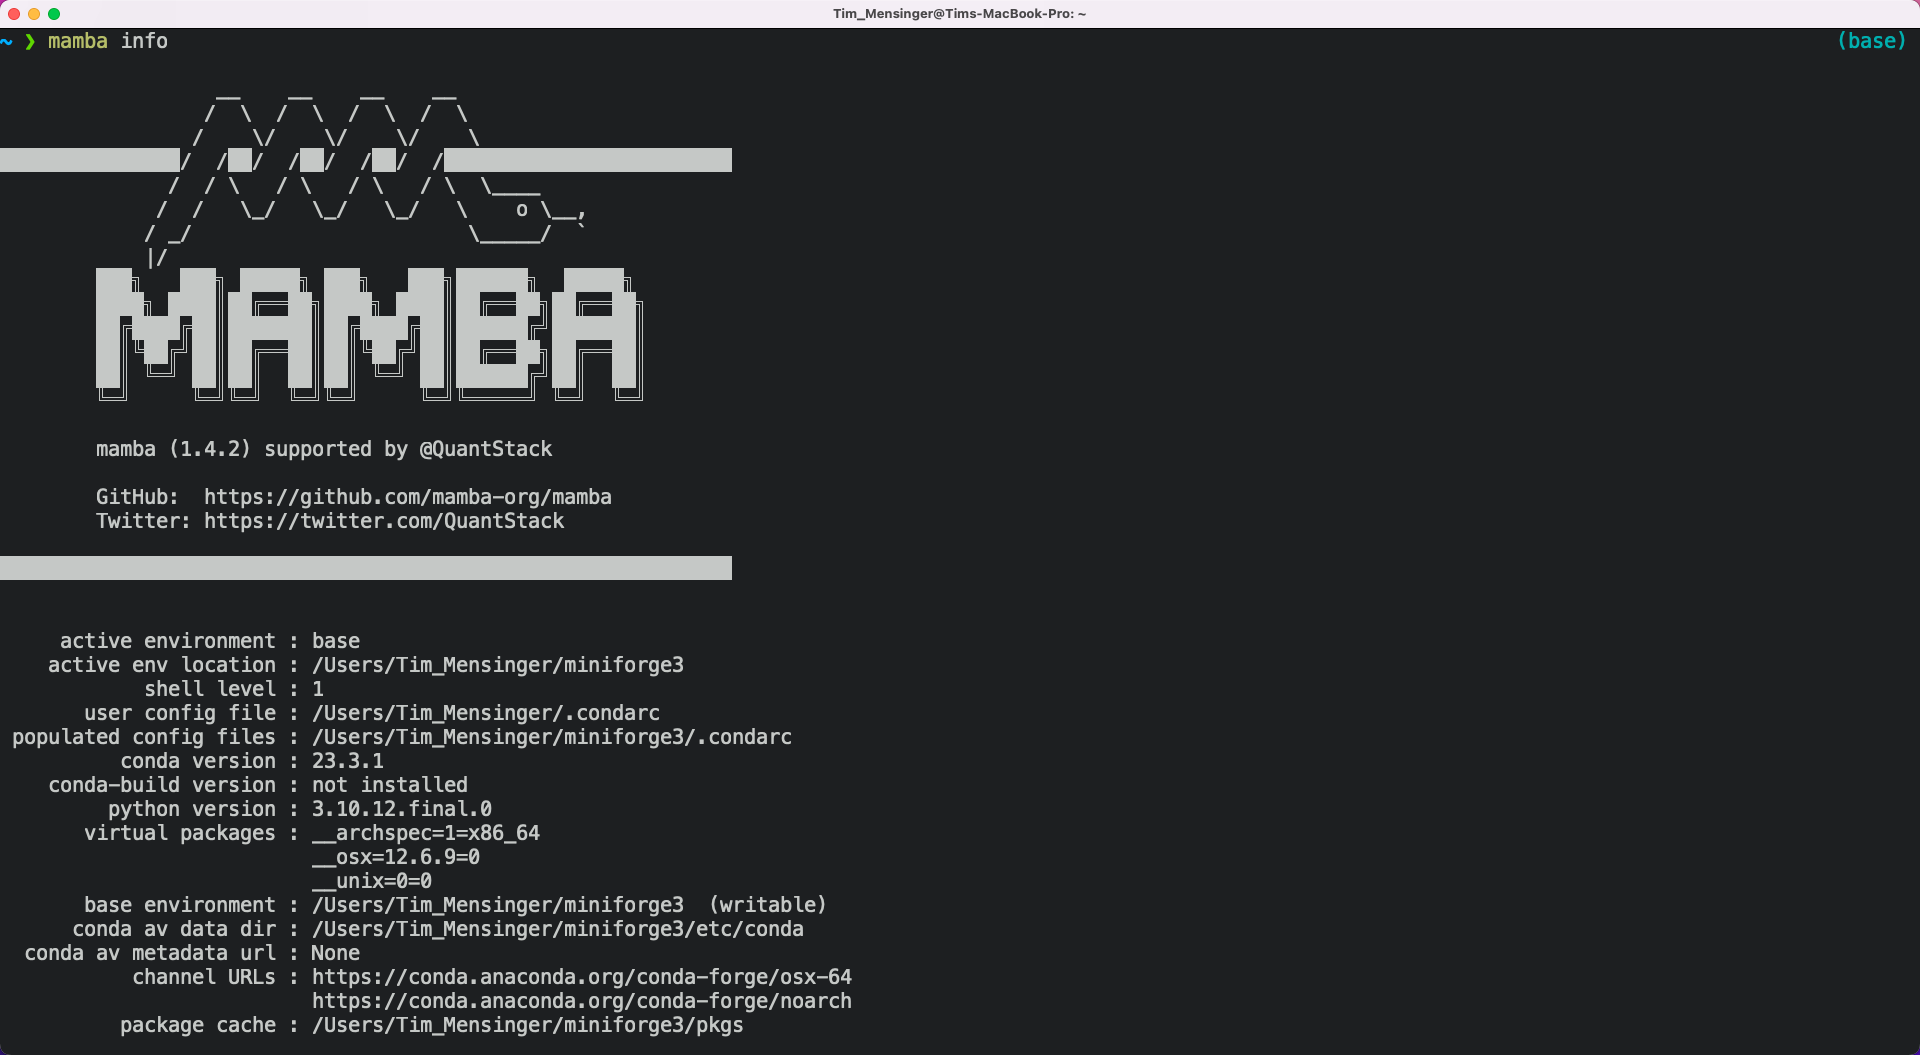 Tim_Mensinger@Tims-MacBook-Pro: ~
~ ❯ mamba info (base)
MAMBA
mamba (1.4.2) supported by @QuantStack
GitHub:  https://github.com/mamba-org/mamba
Twitter: https://twitter.com/QuantStack
active environment : base
active env location : /Users/Tim_Mensinger/miniforge3
shell level : 1
user config file : /Users/Tim_Mensinger/.condarc
populated config files : /Users/Tim_Mensinger/miniforge3/.condarc
conda version : 23.3.1
conda-build version : not installed
python version : 3.10.12.final.0
virtual packages : __archspec=1=x86_64
__osx=12.6.9=0
__unix=0=0
base environment : /Users/Tim_Mensinger/miniforge3  (writable)
conda av data dir : /Users/Tim_Mensinger/miniforge3/etc/conda
conda av metadata url : None
channel URLs : https://conda.anaconda.org/conda-forge/osx-64
https://conda.anaconda.org/conda-forge/noarch
package cache : /Users/Tim_Mensinger/miniforge3/pkgs